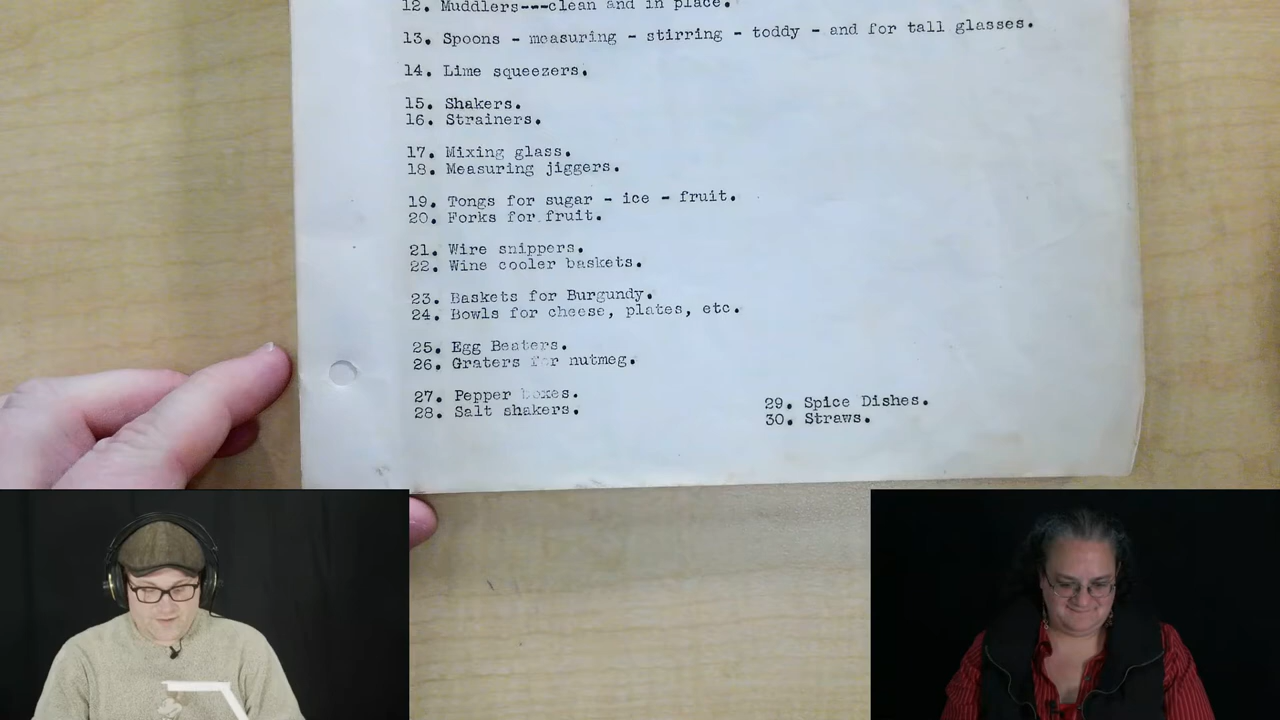 12. Muddlers---clean and in place.
13. Spoons - measuring - stirring - toddy - and for tall glasses.
14. Lime squeezers.
15. Shakers.
16. Strainers.
17. Mixing glass.
18. Measuring jiggers.
19. Tongs for sugar - ice - fruit.
20. Forks for fruit.
21. Wire snippers.
22. Wine cooler baskets.
23. Baskets for Burgundy.
24. Bowls for cheese, plates, etc.
25. Egg Beaters.
26. Graters for nutmeg.
27. Pepper boxes.
28. Salt shakers.
29. Spice Dishes.
30. Straws.